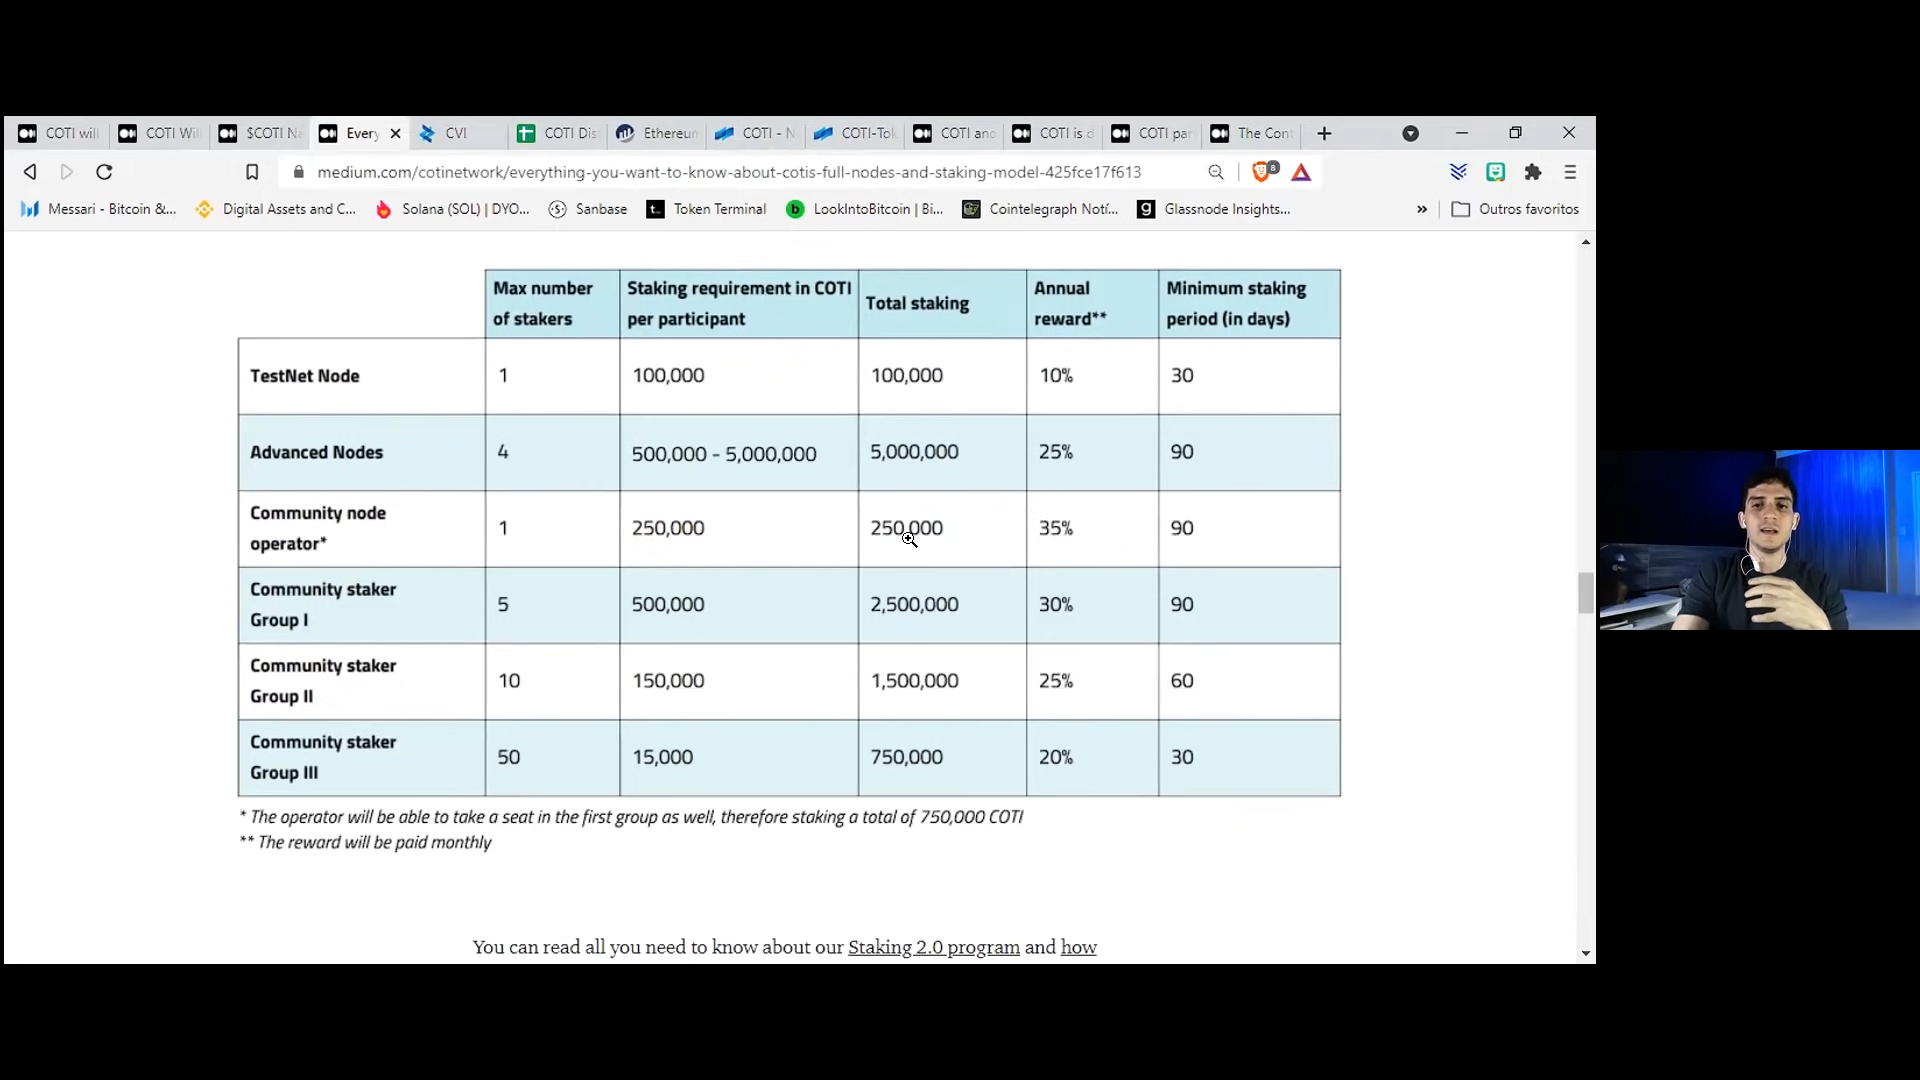 COTI will
COTI Wil
$COTI Na
Every
CVI
COTI Dis
Ethereum
COTI - N
COTI-Tok
COTI and
COTI is d
COTI par
The Cont
medium.com/cotinetwork/everything-you-want-to-know-about-cotis-full-nodes-and-staking-model-425fce17f613
8
Messari - Bitcoin &...
Digital Assets and C...
Solana (SOL) | DYO...
Sanbase
Token Terminal
LookIntoBitcoin | Bi...
Cointelegraph Notí...
Glassnode Insights...
»
Outros favoritos
Max number of stakers
Staking requirement in COTI per participant
Total staking
Annual reward**
Minimum staking period (in days)
TestNet Node 1 100,000 100,000 10% 30
Advanced Nodes 4 500,000 - 5,000,000 5,000,000 25% 90
Community node operator* 1 250,000 250,000 35% 90
Community staker Group I 5 500,000 2,500,000 30% 90
Community staker Group II 10 150,000 1,500,000 25% 60
Community staker Group III 50 15,000 750,000 20% 30
* The operator will be able to take a seat in the first group as well, therefore staking a total of 750,000 COTI
** The reward will be paid monthly
You can read all you need to know about our Staking 2.0 program and how